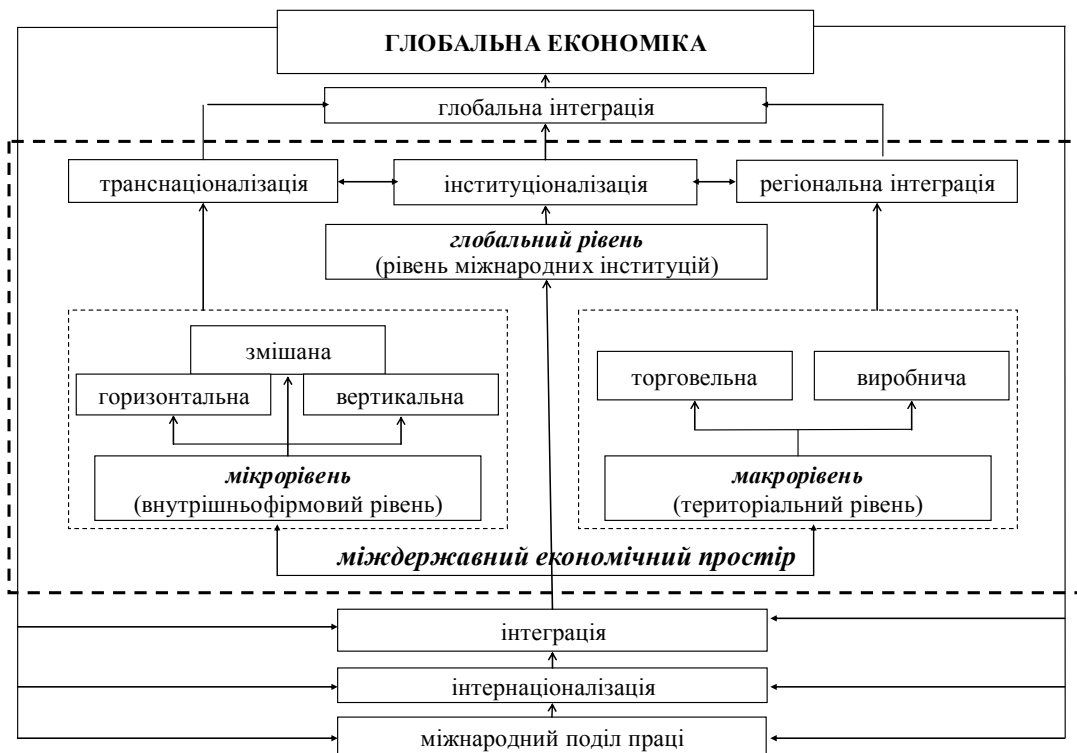 ГЛОБАЛЬНА ЕКОНОМІКА
глобальна інтеграція
транснаціоналізація
інституціоналізація
регіональна інтеграція
глобальний рівень
(рівень міжнародних інституцій)
змішана
горизонтальна
вертикальна
торговельна
виробнича
мікрорівень
(внутрішньофірмовий рівень)
макрорівень
(територіальний рівень)
міждержавний економічний простір
інтеграція
інтернаціоналізація
міжнародний поділ праці